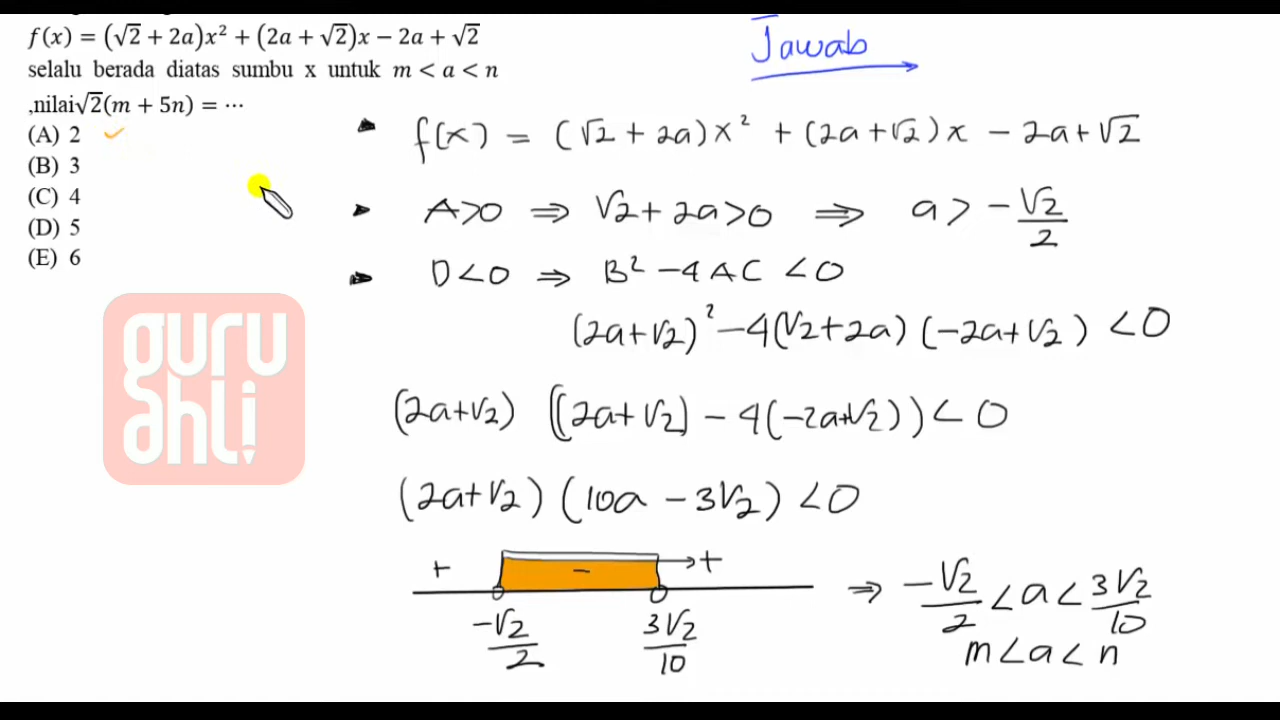 f(x) = (√2 + 2a)x² + (2a + √2)x − 2a + √2
selalu berada diatas sumbu x untuk m < a < n
,nilai√2(m + 5n) = ⋯
(A) 2
(B) 3
(C) 4
(D) 5
(E) 6
guru
ahli
Jawab
f(x) = (√2 + 2a)x² + (2a+√2)x − 2a+√2
A>0 ⇒ √2 + 2a>0 ⇒ a > −√2/2
D<0 ⇒ B² − 4AC <0
(2a+√2)² − 4(√2+2a)(−2a+√2) <0
(2a+√2) ((2a+√2) − 4(−2a+√2)) < 0
(2a+√2)(10a − 3√2) <0
+ − +
−√2/2 3√2/10
⇒ −√2/2 < a < 3√2/10
m < a < n